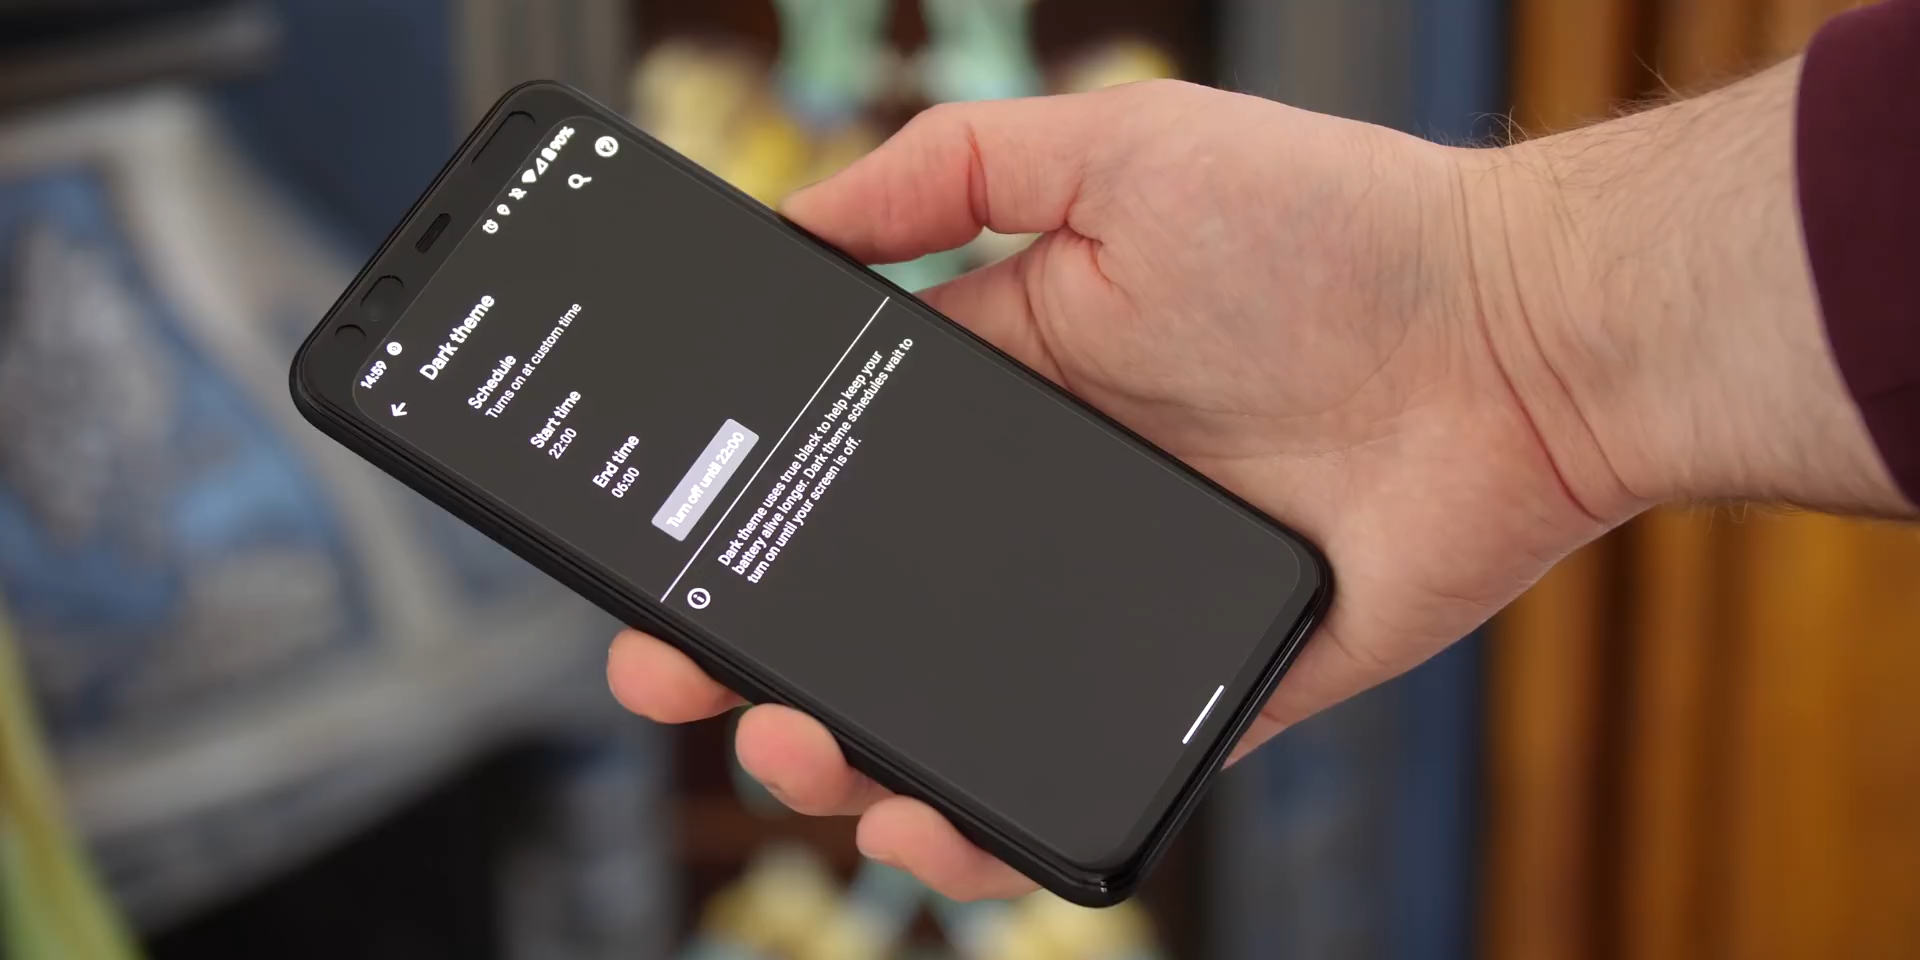 14:59
90%
Dark theme
Schedule
Turns on at custom time
Start time
22:00
End time
06:00
Turn off until 22:00
Dark theme uses true black to help keep your
battery alive longer. Dark theme schedules wait to
turn on until your screen is off.